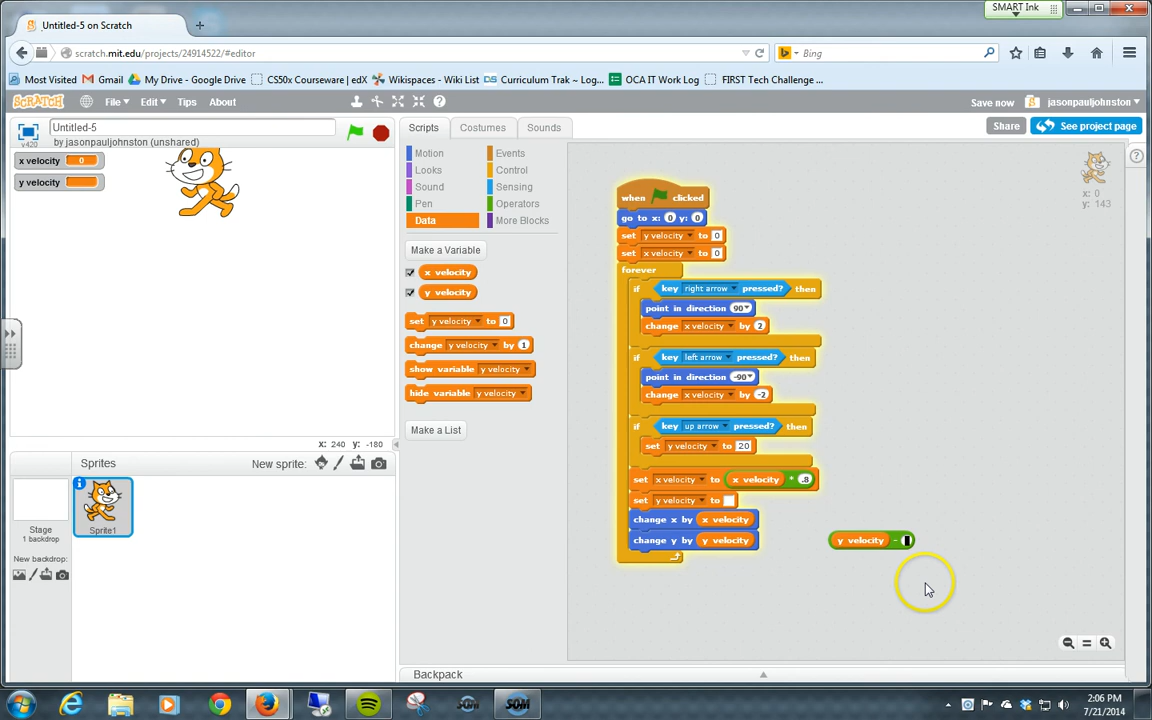 SMART Ink
Untitled-5 on Scratch
scratch.mit.edu/projects/24914522/#editor
Bing
Most Visited Gmail My Drive - Google Drive CS50x Courseware | edX Wikispaces - Wiki List Curriculum Trak ~ Log... OCA IT Work Log FIRST Tech Challenge ...
SCRATCH File Edit Tips About Save now jasonpauljohnston
Untitled-5
by jasonpauljohnston (unshared)
v420
Scripts Costumes Sounds
Share See project page
x velocity 0
y velocity
Motion Events
Looks Control
Sound Sensing
Pen Operators
Data More Blocks
Make a Variable
x velocity
y velocity
set y velocity to 0
change y velocity by 1
show variable y velocity
hide variable y velocity
Make a List
x: 0
y: 143
when clicked
go to x: 0 y: 0
set y velocity to 0
set x velocity to 0
forever
if key right arrow pressed? then
point in direction 90
change x velocity by 2
if key left arrow pressed? then
point in direction -90
change x velocity by -2
if key up arrow pressed? then
set y velocity to 20
set x velocity to x velocity * .8
set y velocity to
change x by x velocity
change y by y velocity
y velocity -
x: 240 y: -180
Sprites New sprite:
Sprite1
Stage
1 backdrop
New backdrop:
Backpack
2:06 PM
7/21/2014